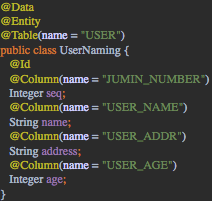 @Data
@Entity
@Table(name = "USER")
public class UserNaming {
@Id
@Column(name = "JUMIN_NUMBER")
Integer seq;
@Column(name = "USER_NAME")
String name;
@Column(name = "USER_ADDR")
String address;
@Column(name = "USER_AGE")
Integer age;
}